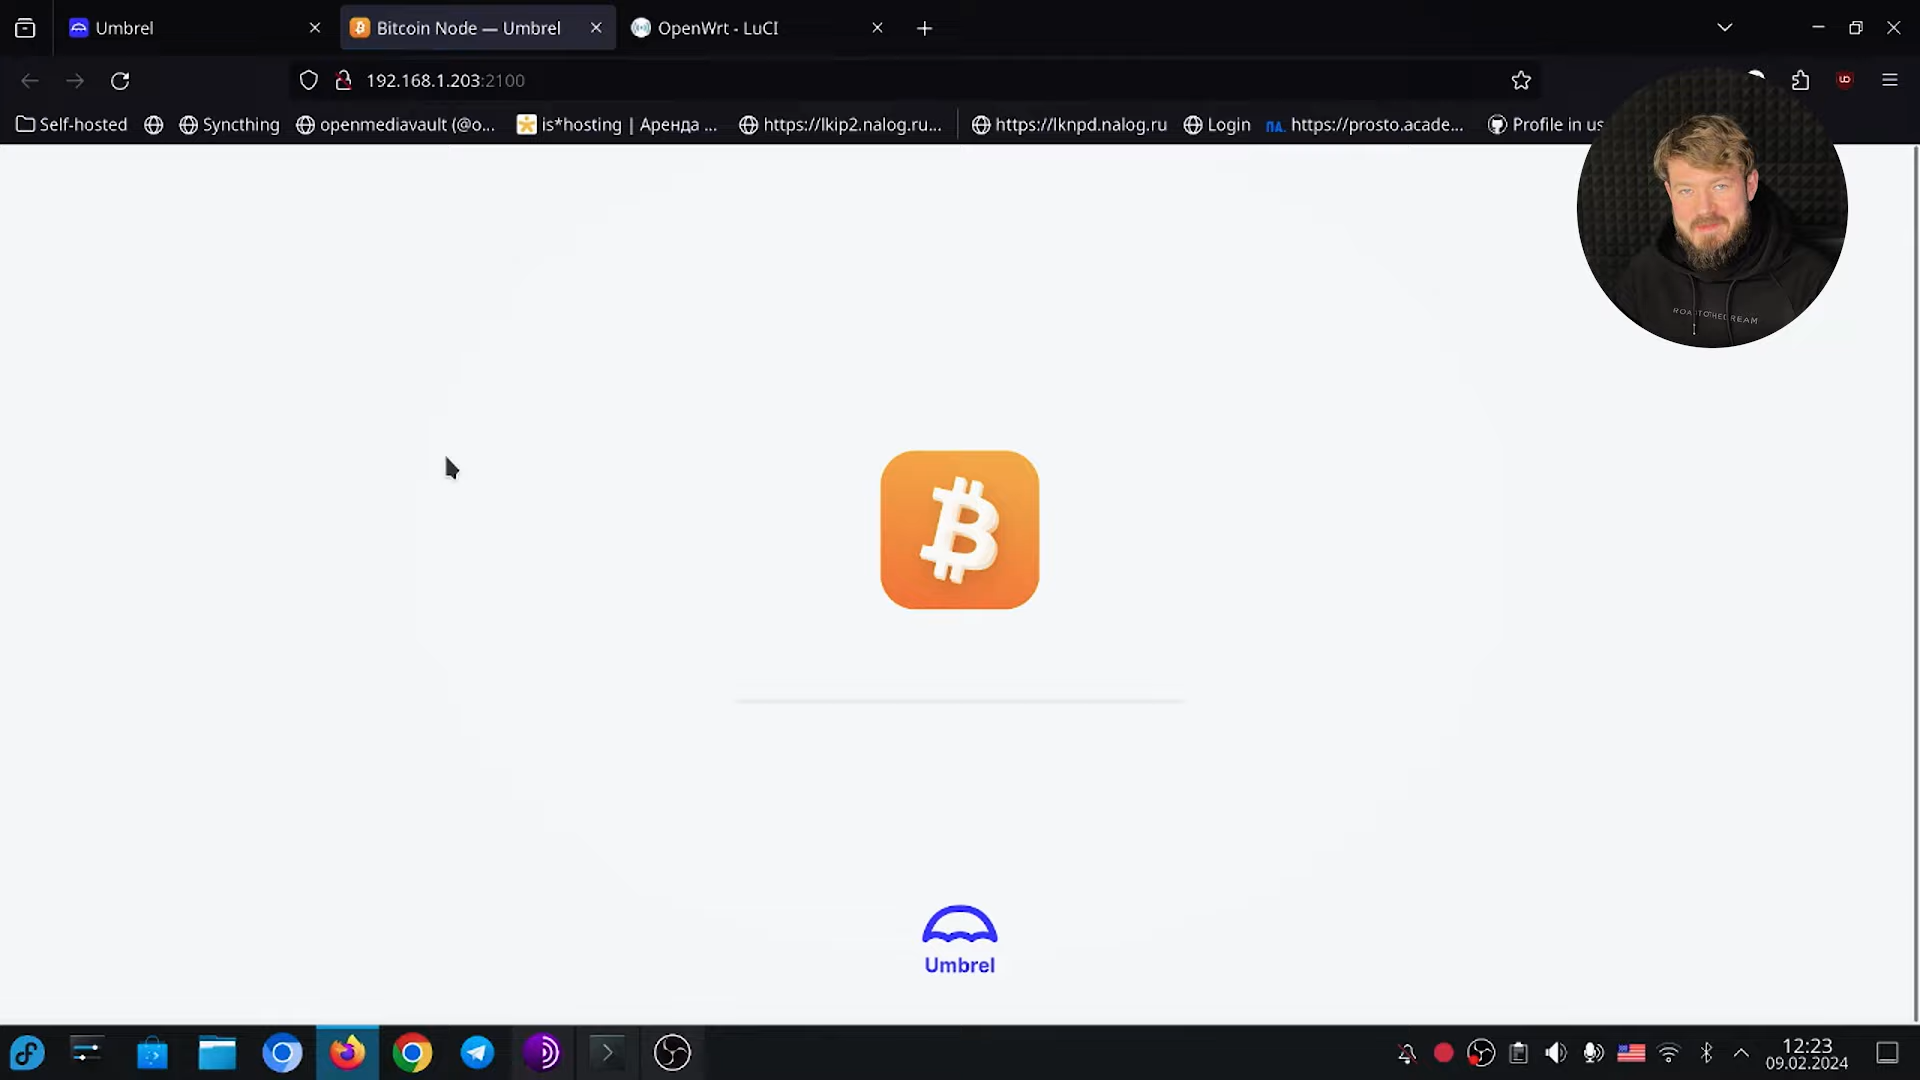 Umbrel
Bitcoin Node — Umbrel
OpenWrt - LuCI
192.168.1.203:2100
Self-hosted
Syncthing
openmediavault (@o...
is*hosting | Аренда ...
https://lkip2.nalog.ru...
https://lknpd.nalog.ru
Login
ПА.
https://prosto.acade...
Profile in us
ROADTOTHEDREAM
Umbrel
12:23
09.02.2024